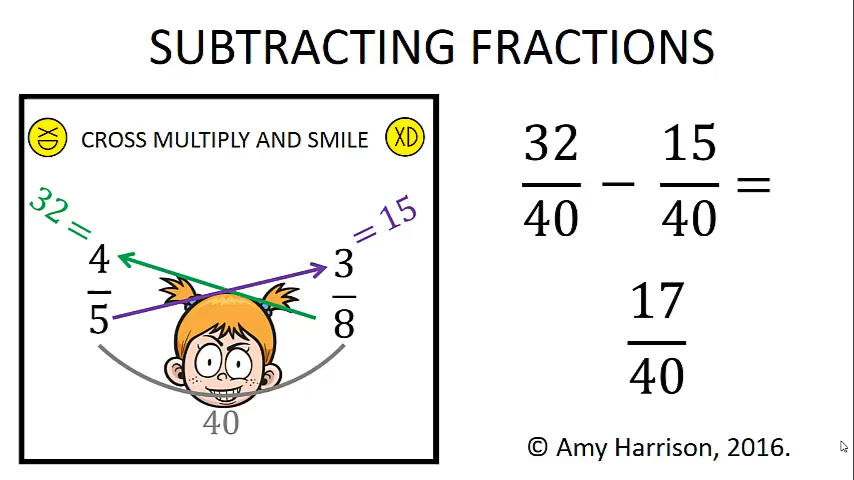 SUBTRACTING FRACTIONS
XD CROSS MULTIPLY AND SMILE XD
32 = = 15
4/5 3/8
40
32/40 − 15/40 =
17/40
© Amy Harrison, 2016.